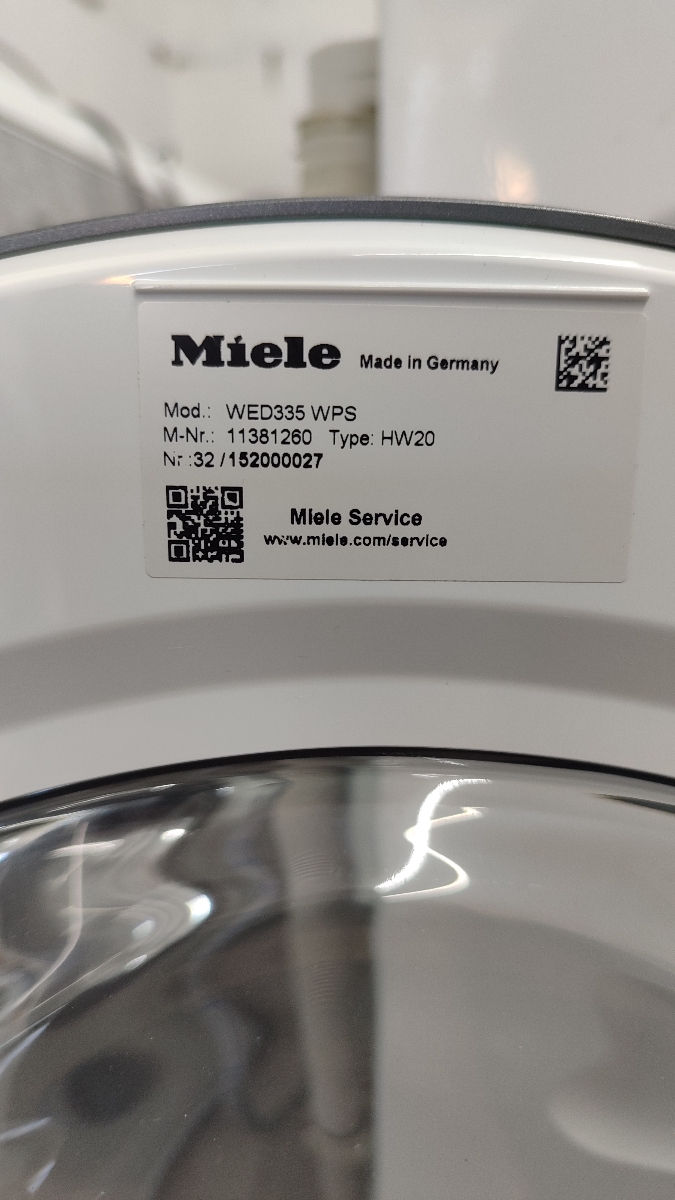 Miele Made in Germany
Mod.: WED335 WPS
M-Nr.: 11381260 Type: HW20
Nr.:32 /152000027
Miele Service
www.miele.com/service